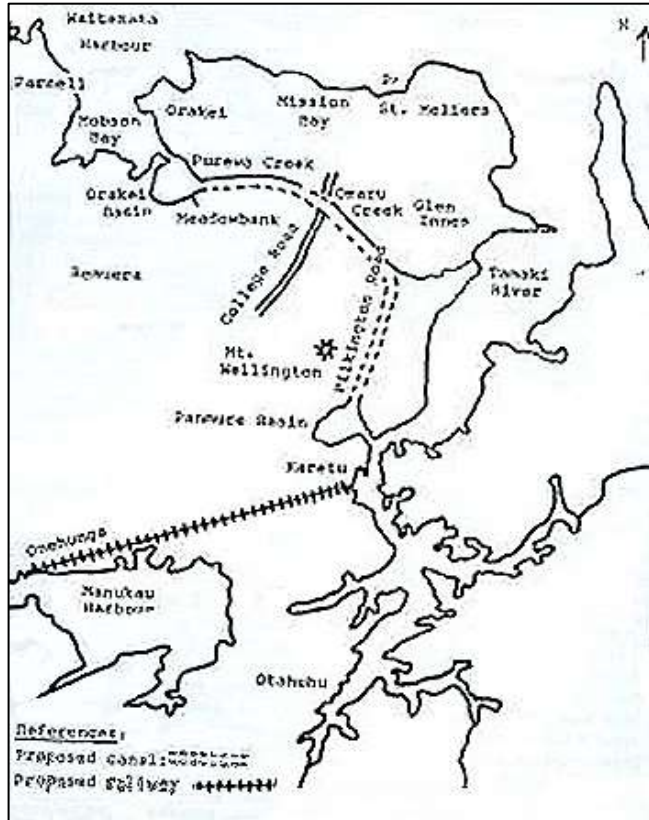 Waitemata
Harbour
N
Parnell
Orakei
Mission
Bay
St. Heliers
Hobson
Bay
Purewa Creek
Orakei
Basin
Meadowbank
Omaru
Creek
Glen
Innes
College Road
Remuera
Tamaki
River
Pilkington Road
Mt.
Wellington
Panmure Basin
Karetu
Onehunga
Manukau
Harbour
Otahuhu
References:
Proposed Canal:
Proposed Railway